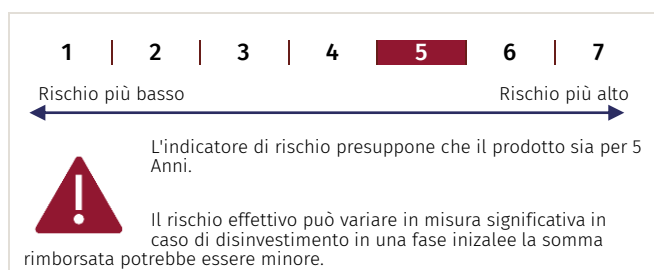 1 2 3 4 5 6 7
Rischio più basso Rischio più alto
L'indicatore di rischio presuppone che il prodotto sia per 5
Anni.
Il rischio effettivo può variare in misura significativa in
caso di disinvestimento in una fase inizalee la somma
rimborsata potrebbe essere minore.